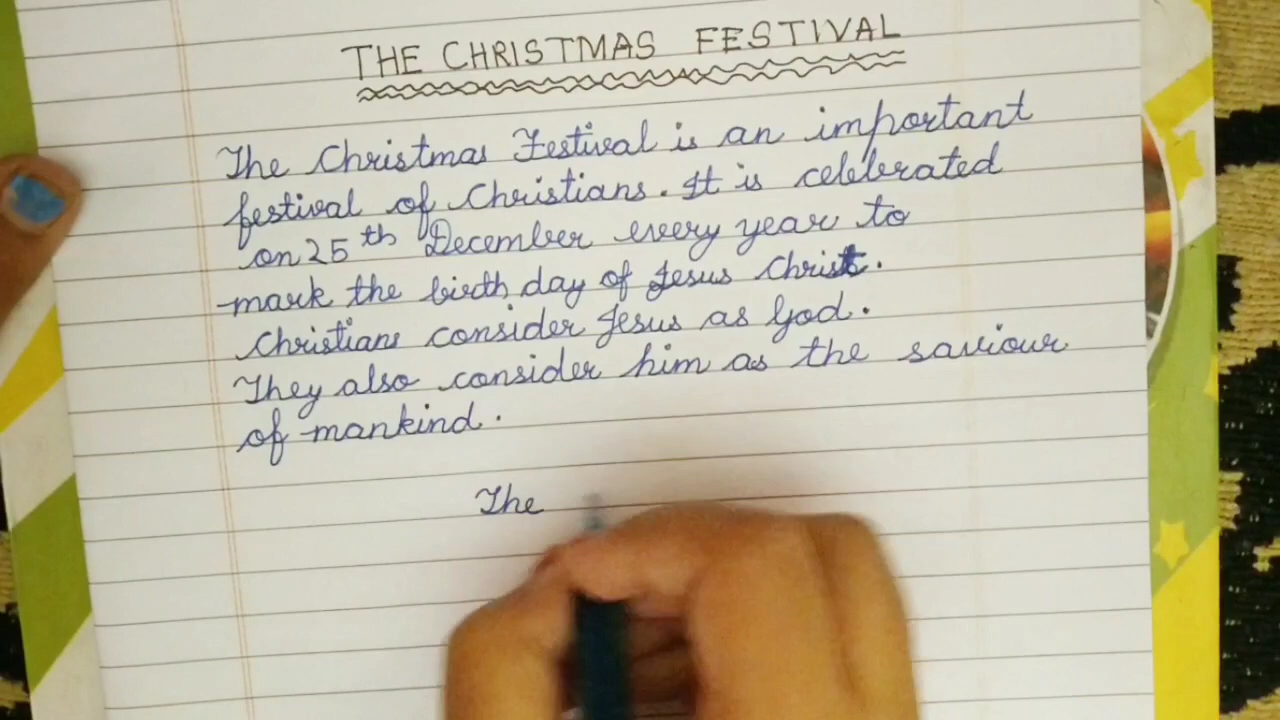 THE CHRISTMAS FESTIVAL
The Christmas Festival is an important
festival of Christians. It is celebrated
on 25th December every year to
mark the birth day of Jesus Christ.
Christians consider Jesus as God.
They also consider him as the saviour
of mankind.
The